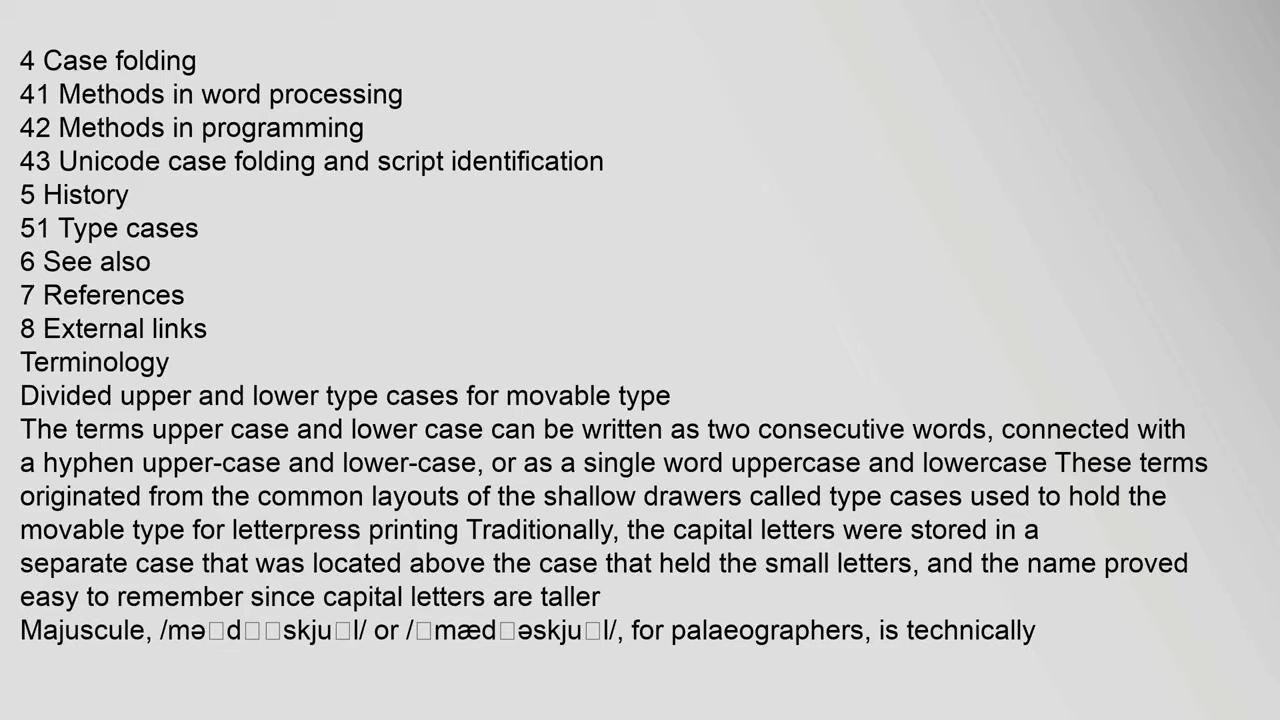 4 Case folding
41 Methods in word processing
42 Methods in programming
43 Unicode case folding and script identification
5 History
51 Type cases
6 See also
7 References
8 External links
Terminology
Divided upper and lower type cases for movable type
The terms upper case and lower case can be written as two consecutive words, connected with
a hyphen upper-case and lower-case, or as a single word uppercase and lowercase These terms
originated from the common layouts of the shallow drawers called type cases used to hold the
movable type for letterpress printing Traditionally, the capital letters were stored in a
separate case that was located above the case that held the small letters, and the name proved
easy to remember since capital letters are taller
Majuscule, /mə□d□□skju□l/ or /□mæd□əskju□l/, for palaeographers, is technically